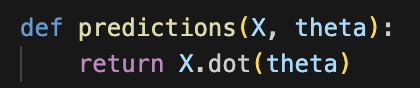 def predictions(X, theta):
    return X.dot(theta)